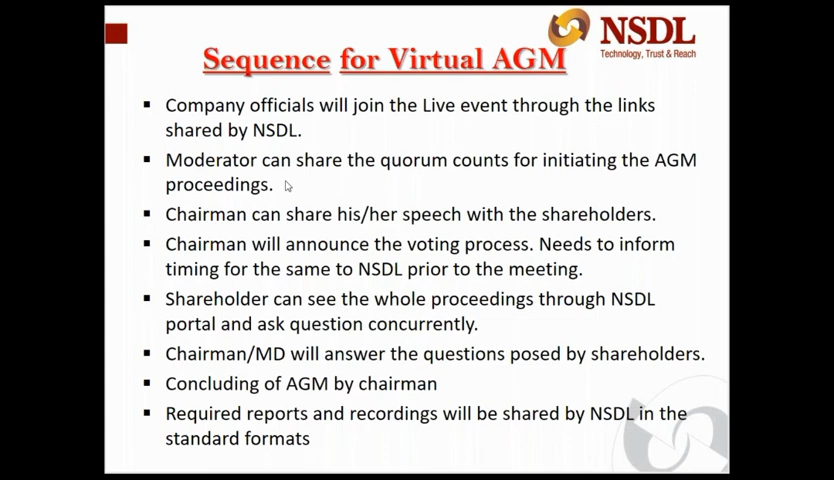 NSDL
Technology, Trust & Reach
Sequence for Virtual AGM
▪ Company officials will join the Live event through the links
shared by NSDL.
▪ Moderator can share the quorum counts for initiating the AGM
proceedings.
▪ Chairman can share his/her speech with the shareholders.
▪ Chairman will announce the voting process. Needs to inform
timing for the same to NSDL prior to the meeting.
▪ Shareholder can see the whole proceedings through NSDL
portal and ask question concurrently.
▪ Chairman/MD will answer the questions posed by shareholders.
▪ Concluding of AGM by chairman
▪ Required reports and recordings will be shared by NSDL in the
standard formats